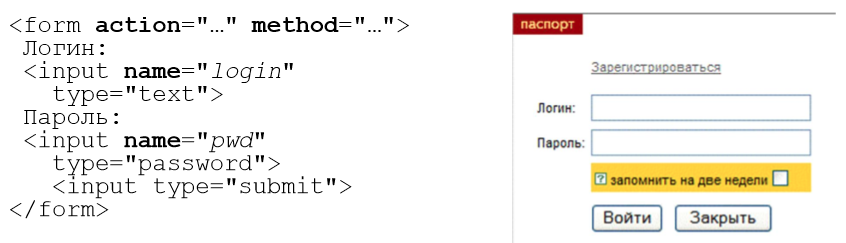 <form action="…" method="…">
Логин:
<input name="login"
type="text">
Пароль:
<input name="pwd"
type="password">
<input type="submit">
</form>
паспорт
Зарегистрироваться
Логин:
Пароль:
? запомнить на две недели
Войти Закрыть